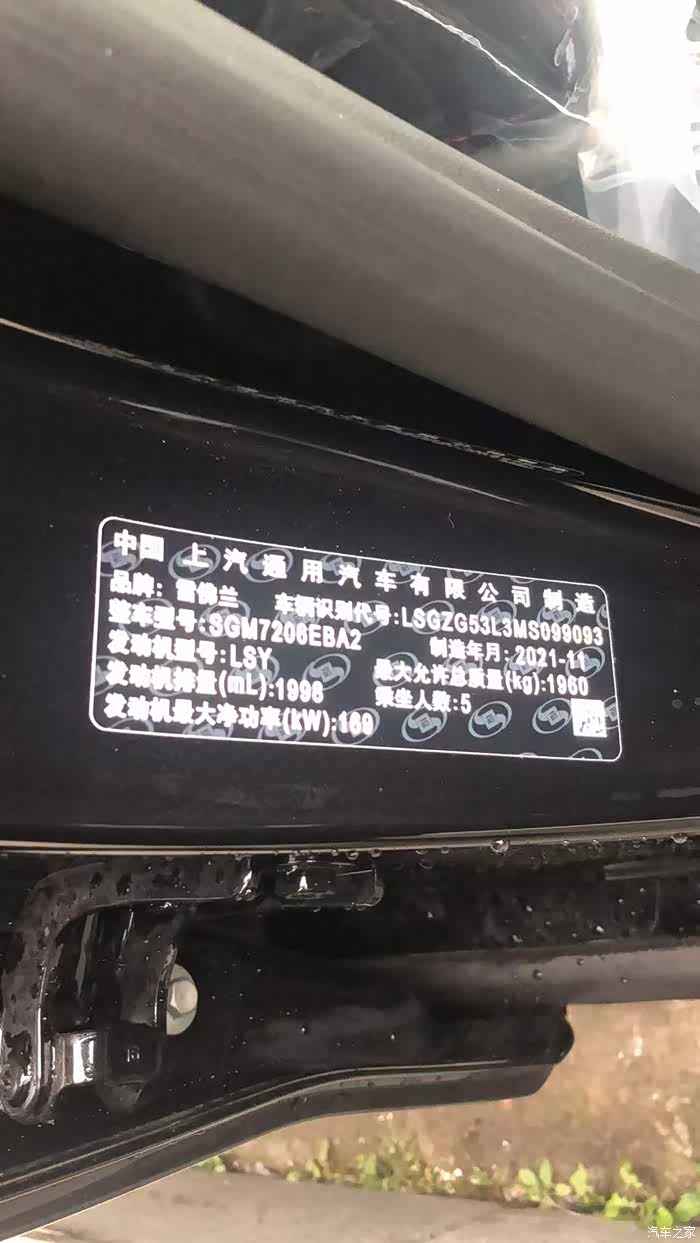 中国 上汽通用汽车有限公司 制造
品牌: 雪佛兰 车辆识别代号:LSGZG53L3MS099093
整车型号:SGM7206EBA2 制造年月: 2021-11
发动机型号:LSY 最大允许总质量(kg):1960
发动机排量(mL):1998 乘坐人数:5
发动机最大净功率(kW):169
汽车之家